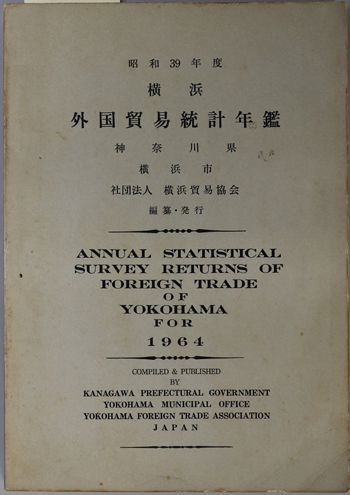 昭和39年度
横浜
外国貿易統計年鑑
神奈川県
横浜市
社団法人 横浜貿易協会
編纂・発行
ANNUAL STATISTICAL
SURVEY RETURNS OF
FOREIGN TRADE
OF
YOKOHAMA
FOR
1964
COMPILED & PUBLISHED
BY
KANAGAWA PREFECTURAL GOVERNMENT
YOKOHAMA MUNICIPAL OFFICE
YOKOHAMA FOREIGN TRADE ASSOCIATION
JAPAN